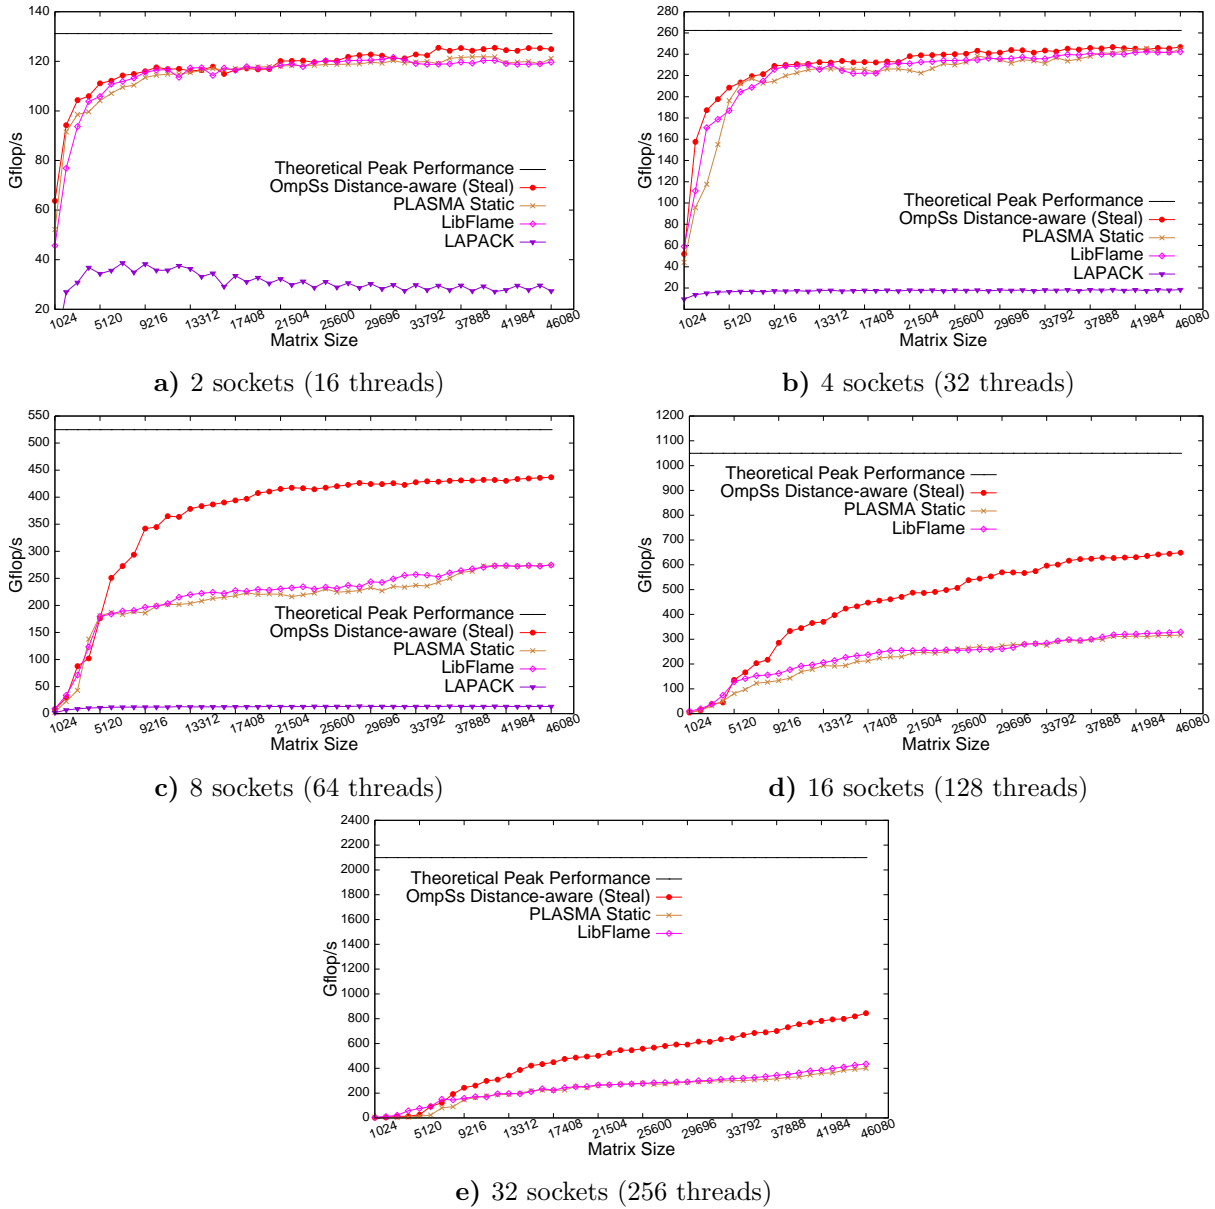 140
120
100
80
60
40
20
Gflop/s
Theoretical Peak Performance
OmpSs Distance-aware (Steal)
PLASMA Static
LibFlame
LAPACK
1024 5120 9216 13312 17408 21504 25600 29696 33792 37888 41984 46080
Matrix Size
a) 2 sockets (16 threads)
280
260
240
220
200
180
160
140
120
100
80
60
40
20
Gflop/s
Theoretical Peak Performance
OmpSs Distance-aware (Steal)
PLASMA Static
LibFlame
LAPACK
1024 5120 9216 13312 17408 21504 25600 29696 33792 37888 41984 46080
Matrix Size
b) 4 sockets (32 threads)
550
500
450
400
350
300
250
200
150
100
50
0
Gflop/s
Theoretical Peak Performance
OmpSs Distance-aware (Steal)
PLASMA Static
LibFlame
LAPACK
1024 5120 9216 13312 17408 21504 25600 29696 33792 37888 41984 46080
Matrix Size
c) 8 sockets (64 threads)
1200
1100
1000
900
800
700
600
500
400
300
200
100
0
Gflop/s
Theoretical Peak Performance
OmpSs Distance-aware (Steal)
PLASMA Static
LibFlame
1024 5120 9216 13312 17408 21504 25600 29696 33792 37888 41984 46080
Matrix Size
d) 16 sockets (128 threads)
2400
2200
2000
1800
1600
1400
1200
1000
800
600
400
200
0
Gflop/s
Theoretical Peak Performance
OmpSs Distance-aware (Steal)
PLASMA Static
LibFlame
1024 5120 9216 13312 17408 21504 25600 29696 33792 37888 41984 46080
Matrix Size
e) 32 sockets (256 threads)